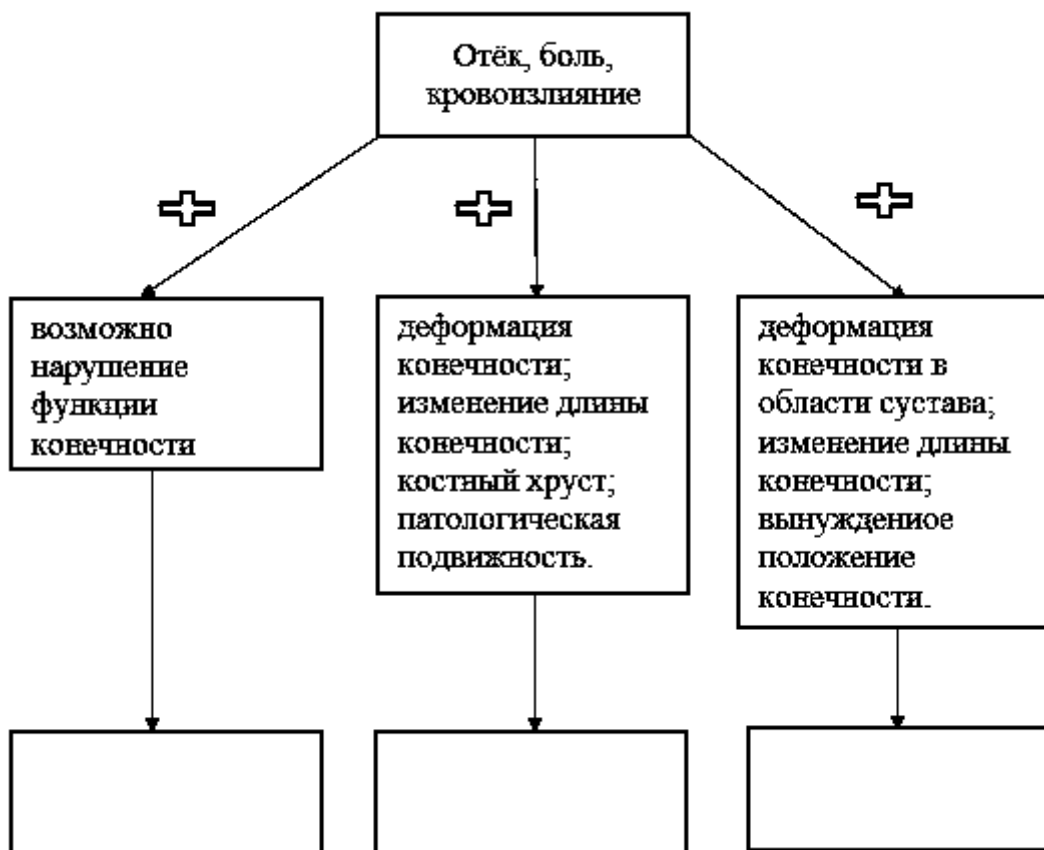 Отёк, боль,
кровоизлияние
возможно
нарушение
функции
конечности
деформация
конечности;
изменение длины
конечности;
костный хруст;
патологическая
подвижность.
деформация
конечности в
области сустава;
изменение длины
конечности;
вынужденное
положение
конечности.